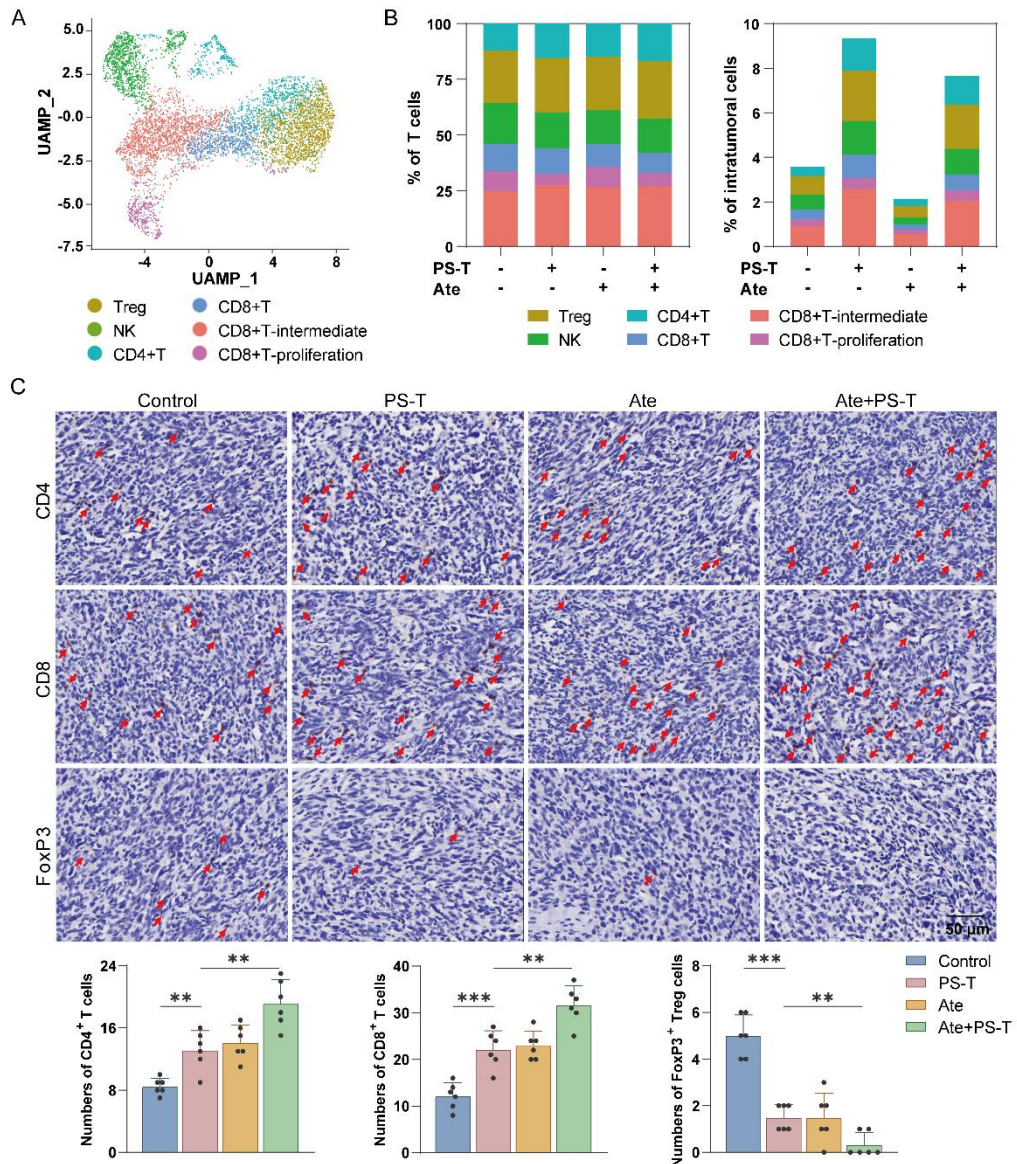 A
5.0
2.5
-0.0
-2.5
-5.0
-7.5
UAMP_2
-4
0
4
8
UAMP_1
Treg
NK
CD4+T
CD8+T
CD8+T-intermediate
CD8+T-proliferation
B
100
75
50
25
0
% of T cells
PS-T - + - +
Ate - - + +
10
8
6
4
2
0
% of intratumoral cells
PS-T - + - +
Ate - - + +
Treg
NK
CD4+T
CD8+T
CD8+T-intermediate
CD8+T-proliferation
C
Control PS-T Ate Ate+PS-T
CD4
CD8
FoxP3
50 μm
24
16
8
0
Numbers of CD4+ T cells
**
**
40
30
20
10
0
Numbers of CD8+ T cells
***
**
8
6
4
2
0
Numbers of FoxP3+ Treg cells
***
**
Control
PS-T
Ate
Ate+PS-T